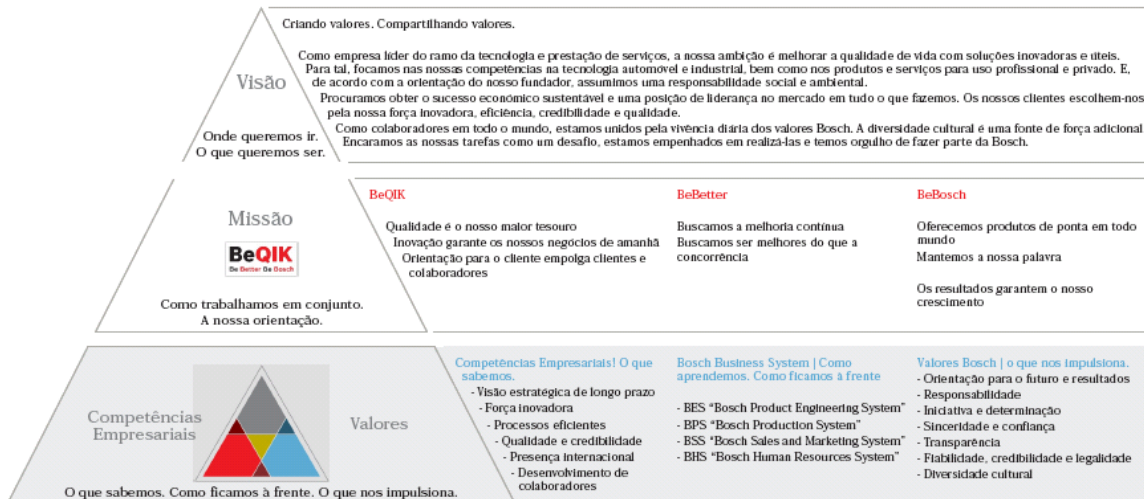 Criando valores. Compartilhando valores.
Visão
Como empresa líder do ramo da tecnologia e prestação de serviços, a nossa ambição é melhorar a qualidade de vida com soluções inovadoras e úteis.
Para tal, focamos nas nossas competências na tecnologia automóvel e industrial, bem como nos produtos e serviços para uso profissional e privado. E,
de acordo com a orientação do nosso fundador, assumimos uma responsabilidade social e ambiental.
Procuramos obter o sucesso económico sustentável e uma posição de liderança no mercado em tudo o que fazemos. Os nossos clientes escolhem-nos
pela nossa força inovadora, eficiência, credibilidade e qualidade.
Como colaboradores em todo o mundo, estamos unidos pela vivência diária dos valores Bosch. A diversidade cultural é uma fonte de força adicional.
Encaramos as nossas tarefas como um desafio, estamos empenhados em realizá-las e temos orgulho de fazer parte da Bosch.
Onde queremos ir.
O que queremos ser.
Missão
BeQIK
Be Better Be Bosch
Como trabalhamos em conjunto.
A nossa orientação.
BeQIK
Qualidade é o nosso maior tesouro
Inovação garante os nossos negócios de amanhã
Orientação para o cliente empolga clientes e
colaboradores
BeBetter
Buscamos a melhoria contínua
Buscamos ser melhores do que a
concorrência
BeBosch
Oferecemos produtos de ponta em todo
mundo
Mantemos a nossa palavra
Os resultados garantem o nosso
crescimento
Competências
Empresariais
Valores
O que sabemos. Como ficamos à frente. O que nos impulsiona.
Competências Empresariais! O que
sabemos.
- Visão estratégica de longo prazo
- Força inovadora
- Processos eficientes
- Qualidade e credibilidade
- Presença internacional
- Desenvolvimento de
colaboradores
Bosch Business System | Como
aprendemos. Como ficamos à frente
- BES “Bosch Product Engineering System”
- BPS “Bosch Production System”
- BSS “Bosch Sales and Marketing System”
- BHS “Bosch Human Resources System”
Valores Bosch | o que nos impulsiona.
- Orientação para o futuro e resultados
- Responsabilidade
- Iniciativa e determinação
- Sinceridade e confiança
- Transparência
- Fiabilidade, credibilidade e legalidade
- Diversidade cultural